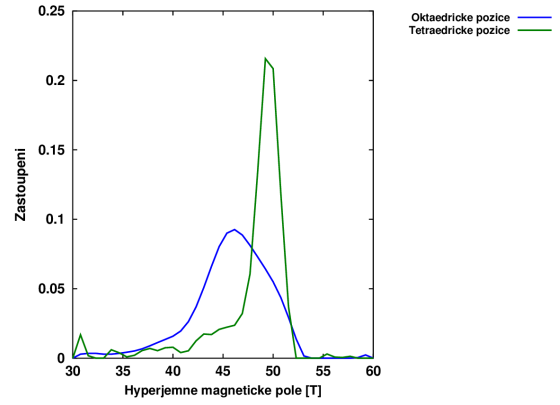 Oktaedricke pozice
Tetraedricke pozice
0.25
0.2
0.15
0.1
0.05
0
Zastoupeni
30 35 40 45 50 55 60
Hyperjemne magneticke pole [T]